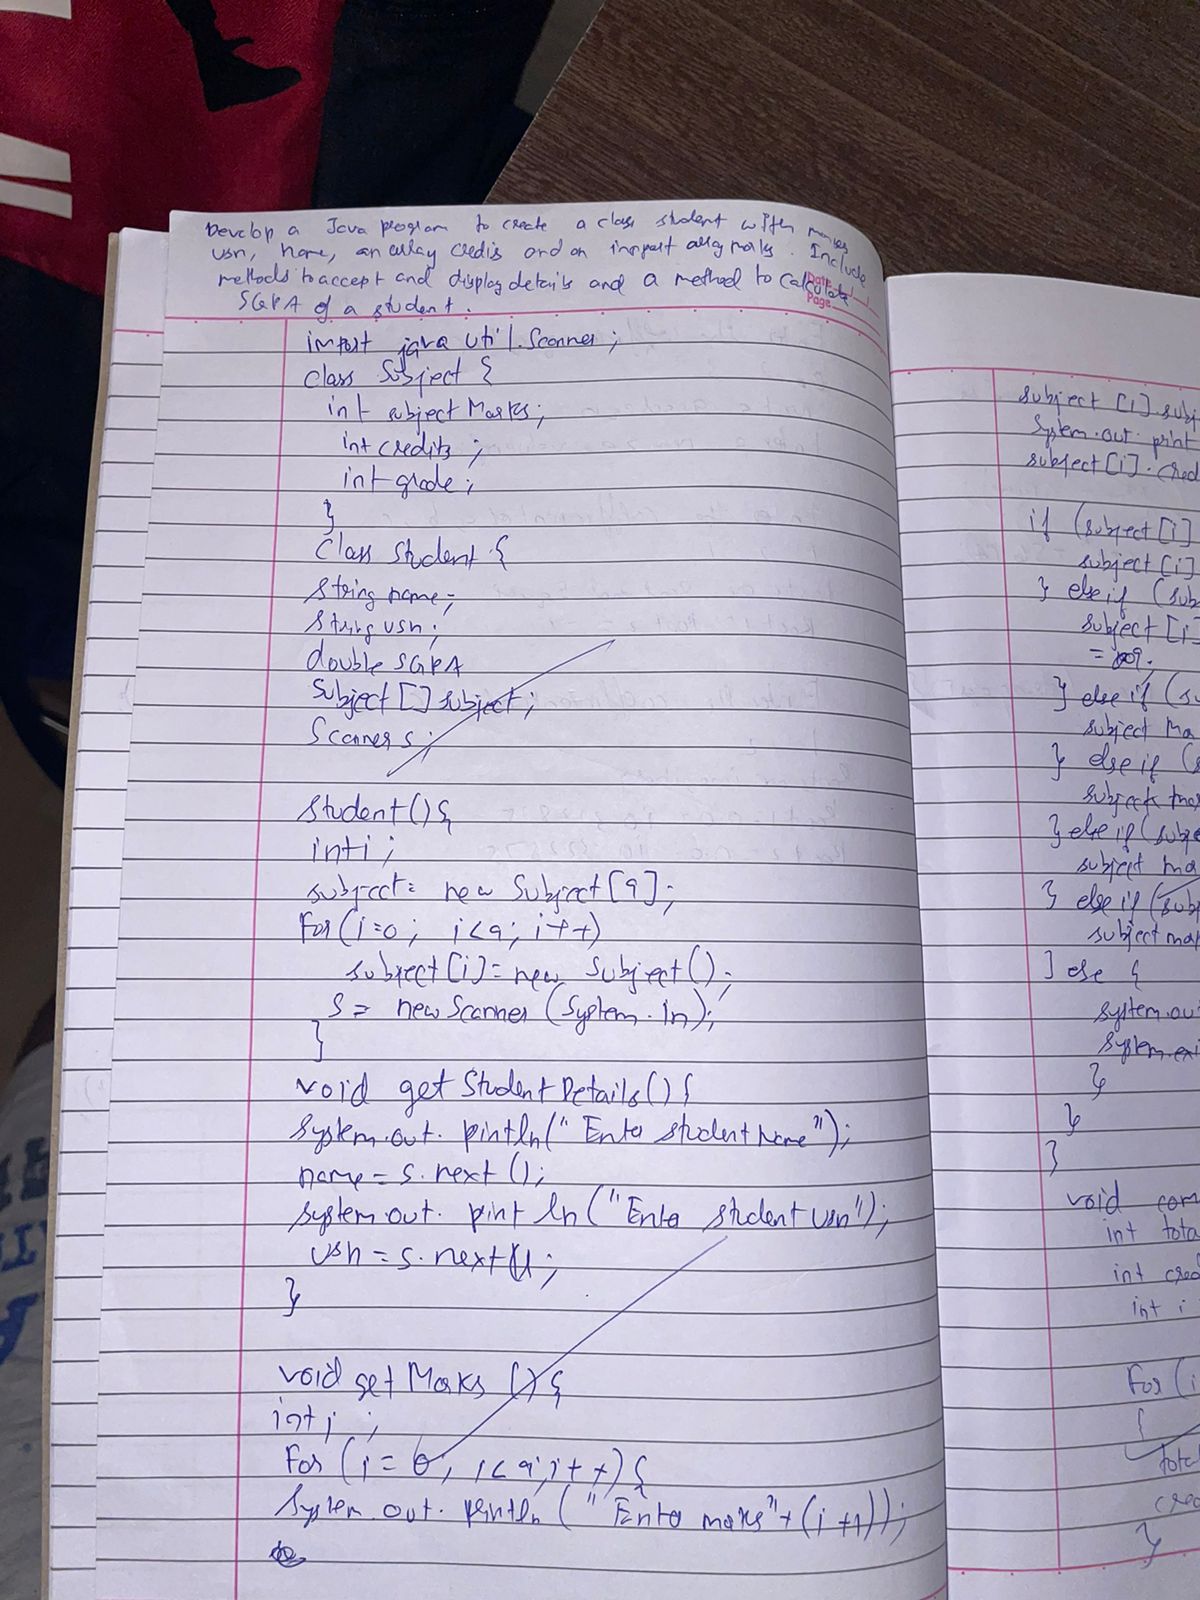 Develop a Java program to create a class student with
usn, name, an array credits and an array marks. Include
methods to accept and display details and a method to calculate
SGPA of a student.
Date
Page
import java util.Scanner;
class Subject {
int subject Marks;
int credits ;
int grade;
}
Class Student {
String name;
String usn;
double SGPA
Subject [] subject;
Scanner s;
Student () {
int i ;
subject = new Subject [9];
For (i=0; i<9; i++)
subject [i] = new Subject ();
S = new Scanner (System.in);
}
void get Student Details () {
System.out. println(" Enter student Name");
name = s.next ();
System.out. print ln ("Enter student usn");
usn = s.next ();
}
void get Marks () {
int i ;
For (i = 0; i<9; i++) {
System out. println ("Enter marks" + (i +1));
subject [i] subj
System.out. print
subject [i]. cred
if (subject [i]
subject [i]
} else if (sub
subject [i]
= 9;
} else if (su
subject Ma
} else if (s
subject mar
} else if (subje
subject mar
} else if (subj
subject mar
} else {
System.ou
System.exi
}
}
}
void com
int tota
int cred
int i
For (i
{
tota
cred
}